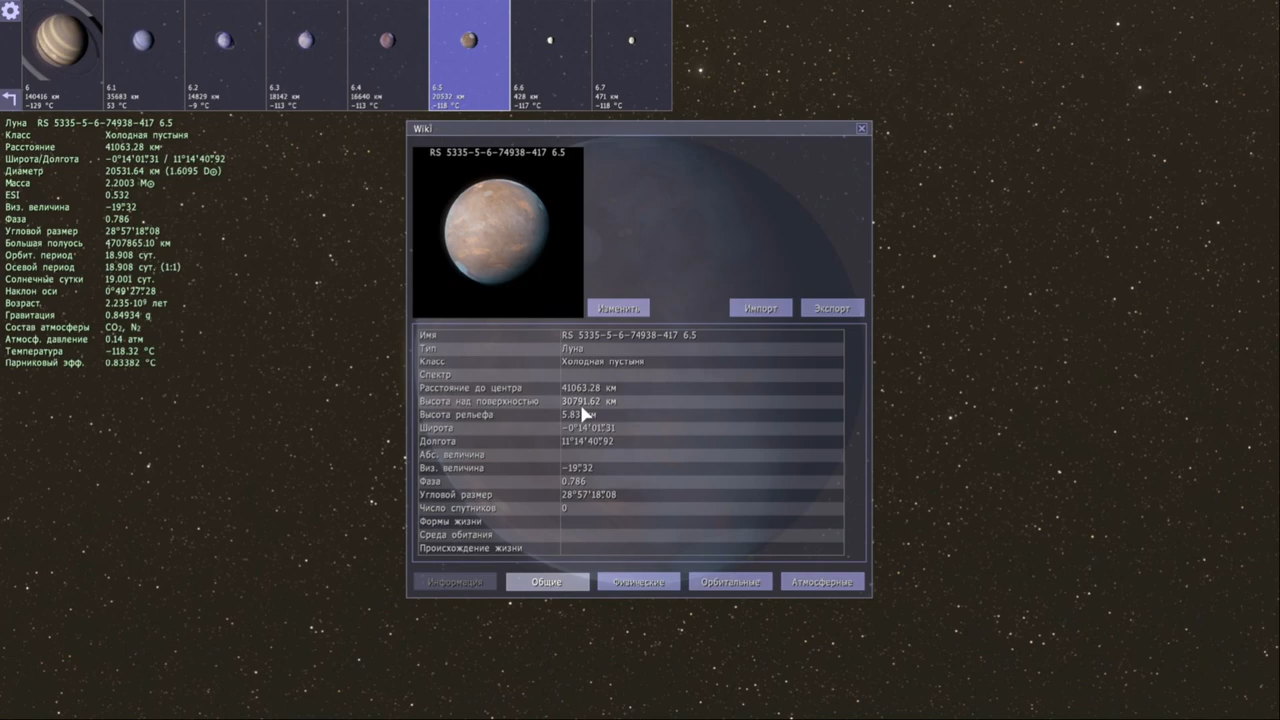 6
140416 км
-129 °C
6.1
35683 км
53 °C
6.2
14829 км
-9 °C
6.3
18142 км
-113 °C
6.4
16640 км
-113 °C
6.5
20532 км
-118 °C
6.6
428 км
-117 °C
6.7
471 км
-118 °C
Луна RS 5335-5-6-74938-417 6.5
Класс Холодная пустыня
Расстояние 41063.28 км
Широта/Долгота -0°14'01".31 / 11°14'40".92
Диаметр 20531.64 км (1.6095 D⊙)
Масса 2.2003 M⊙
ESI 0.532
Виз. величина -19m.32
Фаза 0.786
Угловой размер 28°57'18".08
Большая полуось 4707865.10 км
Орбит. период 18.908 сут.
Осевой период 18.908 сут. (1:1)
Солнечные сутки 19.001 сут.
Наклон оси 0°49'27".28
Возраст 2.235·10⁹ лет
Гравитация 0.84934 g
Состав атмосферы CO₂, N₂
Атмосф. давление 0.14 атм
Температура -118.32 °C
Парниковый эфф. 0.83382 °C
Wiki
RS 5335-5-6-74938-417 6.5
Изменить Импорт Экспорт
Имя RS 5335-5-6-74938-417 6.5
Тип Луна
Класс Холодная пустыня
Спектр
Расстояние до центра 41063.28 км
Высота над поверхностью 30791.62 км
Высота рельефа
Широта -0°14'01".31
Долгота 11°14'40".92
Абс. величина
Виз. величина -19m.32
Фаза 0.786
Угловой размер 28°57'18".08
Число спутников 0
Формы жизни
Среда обитания
Происхождение жизни
Информация Общие Физические Орбитальные Атмосферные